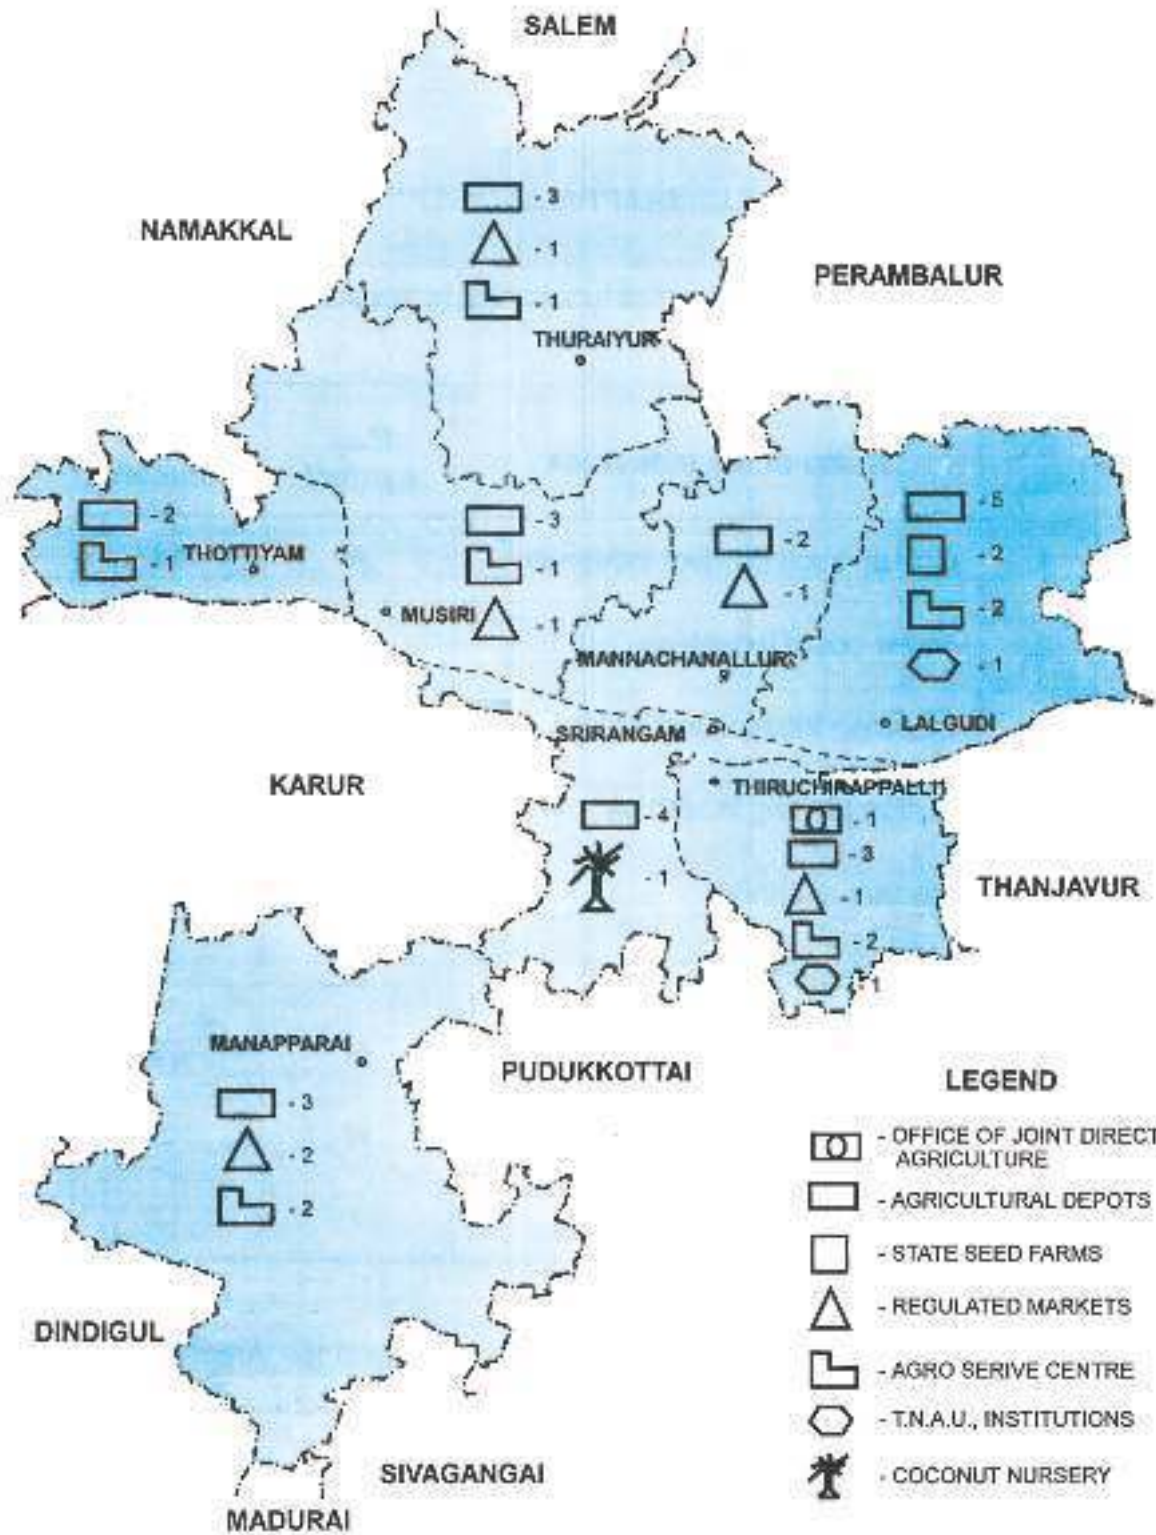 SALEM
NAMAKKAL
PERAMBALUR
- 3
- 1
- 1
THURAIYUR
- 2
- 1
THOTTIYAM
- 3
- 1
- 1
MUSIRI
- 2
- 1
MANNACHANALLUR
- 5
- 2
- 2
- 1
LALGUDI
SRIRANGAM
KARUR
- 4
- 1
THIRUCHIRAPPALLI
- 1
- 3
- 1
- 2
- 1
THANJAVUR
MANAPPARAI
- 3
- 2
- 2
PUDUKKOTTAI
DINDIGUL
SIVAGANGAI
MADURAI
LEGEND
- OFFICE OF JOINT DIRECT
AGRICULTURE
- AGRICULTURAL DEPOTS
- STATE SEED FARMS
- REGULATED MARKETS
- AGRO SERIVE CENTRE
- T.N.A.U., INSTITUTIONS
- COCONUT NURSERY